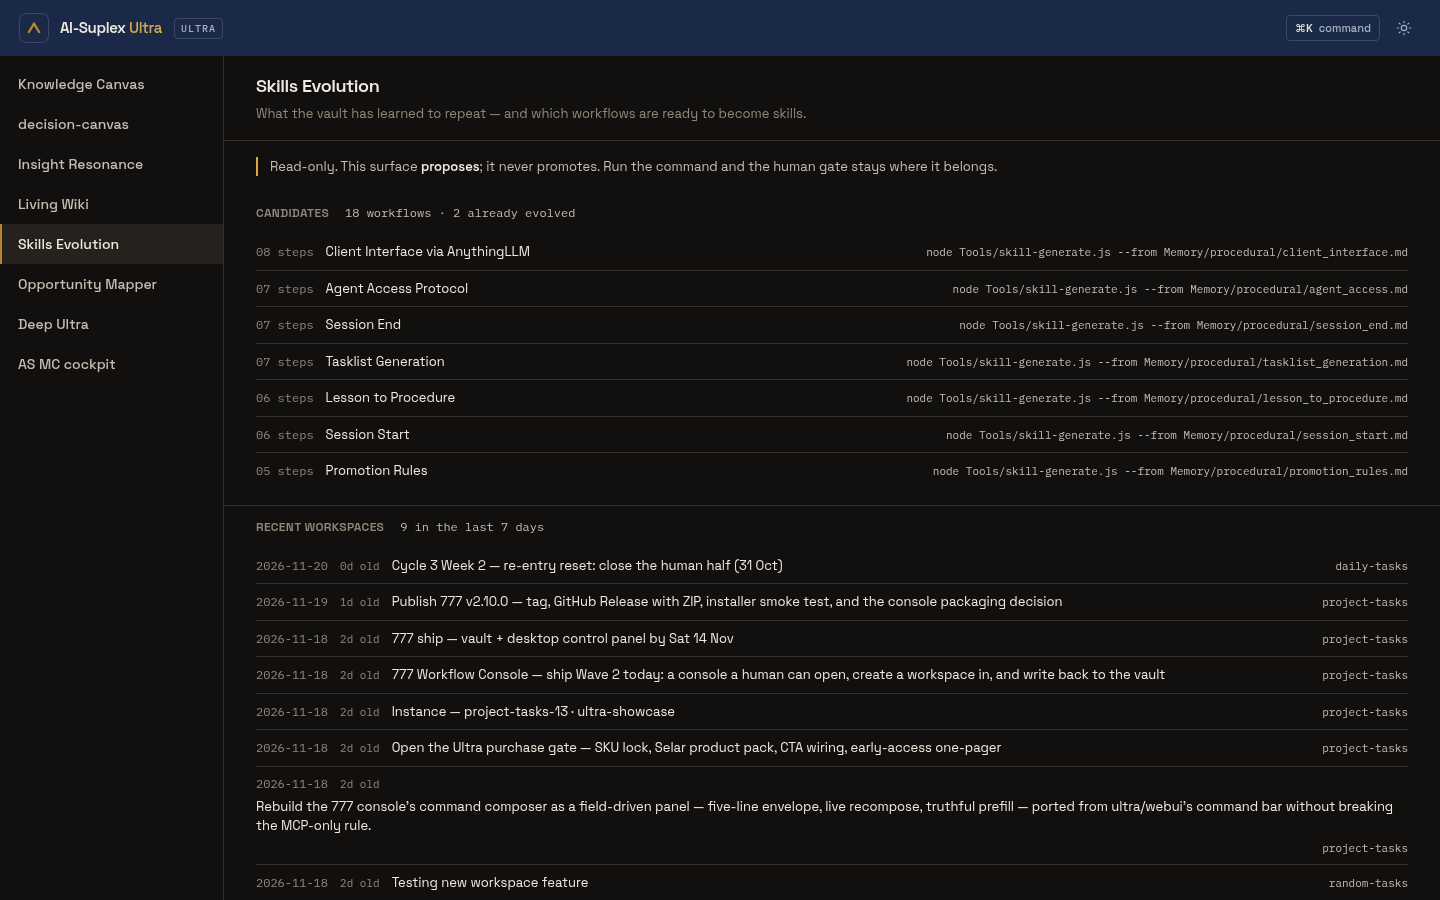 AI-Suplex Ultra ULTRA ⌘K command
Knowledge Canvas
decision-canvas
Insight Resonance
Living Wiki
Skills Evolution
Opportunity Mapper
Deep Ultra
AS MC cockpit
Skills Evolution
What the vault has learned to repeat — and which workflows are ready to become skills.
Read-only. This surface proposes; it never promotes. Run the command and the human gate stays where it belongs.
CANDIDATES 18 workflows · 2 already evolved
08 steps Client Interface via AnythingLLM node Tools/skill-generate.js --from Memory/procedural/client_interface.md
07 steps Agent Access Protocol node Tools/skill-generate.js --from Memory/procedural/agent_access.md
07 steps Session End node Tools/skill-generate.js --from Memory/procedural/session_end.md
07 steps Tasklist Generation node Tools/skill-generate.js --from Memory/procedural/tasklist_generation.md
06 steps Lesson to Procedure node Tools/skill-generate.js --from Memory/procedural/lesson_to_procedure.md
06 steps Session Start node Tools/skill-generate.js --from Memory/procedural/session_start.md
05 steps Promotion Rules node Tools/skill-generate.js --from Memory/procedural/promotion_rules.md
RECENT WORKSPACES 9 in the last 7 days
2026-11-20 0d old Cycle 3 Week 2 — re-entry reset: close the human half (31 Oct) daily-tasks
2026-11-19 1d old Publish 777 v2.10.0 — tag, GitHub Release with ZIP, installer smoke test, and the console packaging decision project-tasks
2026-11-18 2d old 777 ship — vault + desktop control panel by Sat 14 Nov project-tasks
2026-11-18 2d old 777 Workflow Console — ship Wave 2 today: a console a human can open, create a workspace in, and write back to the vault project-tasks
2026-11-18 2d old Instance — project-tasks-13 · ultra-showcase project-tasks
2026-11-18 2d old Open the Ultra purchase gate — SKU lock, Selar product pack, CTA wiring, early-access one-pager project-tasks
2026-11-18 2d old
Rebuild the 777 console's command composer as a field-driven panel — five-line envelope, live recompose, truthful prefill — ported from ultra/webui's command bar without breaking
the MCP-only rule.
project-tasks
2026-11-18 2d old Testing new workspace feature random-tasks